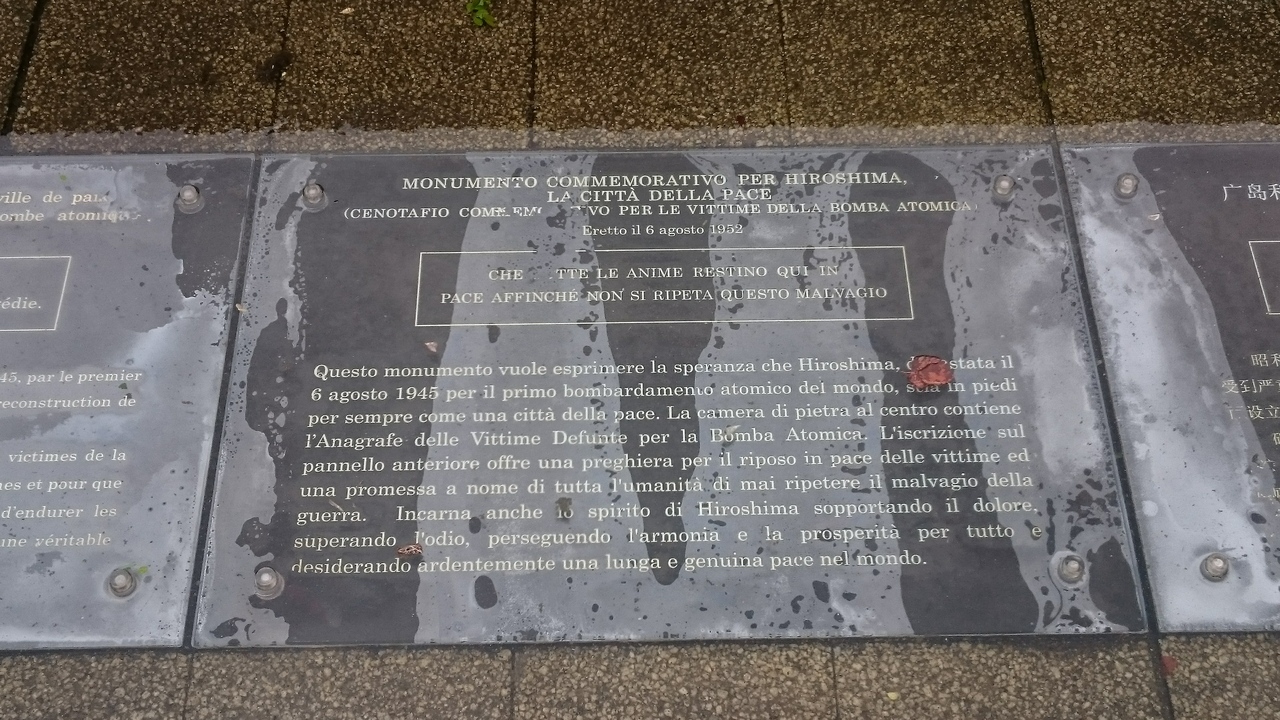 ville de
ombe atomique
édie.
45, par le premier
reconstruction de
victimes de la
nes et pour que
d'endurer les
une véritable
MONUMENTO COMMEMORATIVO PER HIROSHIMA,
LA CITTÀ DELLA PACE
(CENOTAFIO PER LE VITTIME DELLA BOMBA ATOMICA)
Eretto il 6 agosto 1952
CHE LE ANIME RESTINO QUI IN
PACE AFFINCHÉ NON SI RIPETA QUESTO MALVAGIO
Questo monumento vuole esprimere la speranza che Hiroshima, il
6 agosto 1945 per il primo bombardamento atomico del mondo, in piedi
per sempre come una città della pace. La camera di pietra al centro contiene
l'Anagrafe delle Vittime Defunte per la Bomba Atomica. L'iscrizione sul
pannello anteriore offre una preghiera per il riposo in pace delle vittime ed
una promessa a nome di tutta l'umanità di mai ripetere il malvagio della
guerra. Incarna anche lo spirito di Hiroshima sopportando il dolore,
superando l'odio, perseguendo l'armonia e la prosperità per tutto e
desiderando ardentemente una lunga e genuina pace nel mondo.
广岛和
昭和
受到严
设立